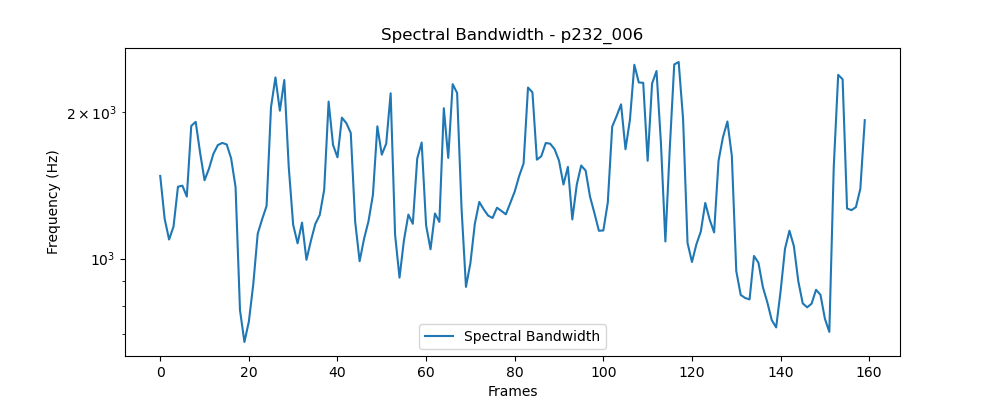 Spectral Bandwidth - p232_006
Frequency (Hz)
2 × 10³
10³
Spectral Bandwidth
0 20 40 60 80 100 120 140 160
Frames